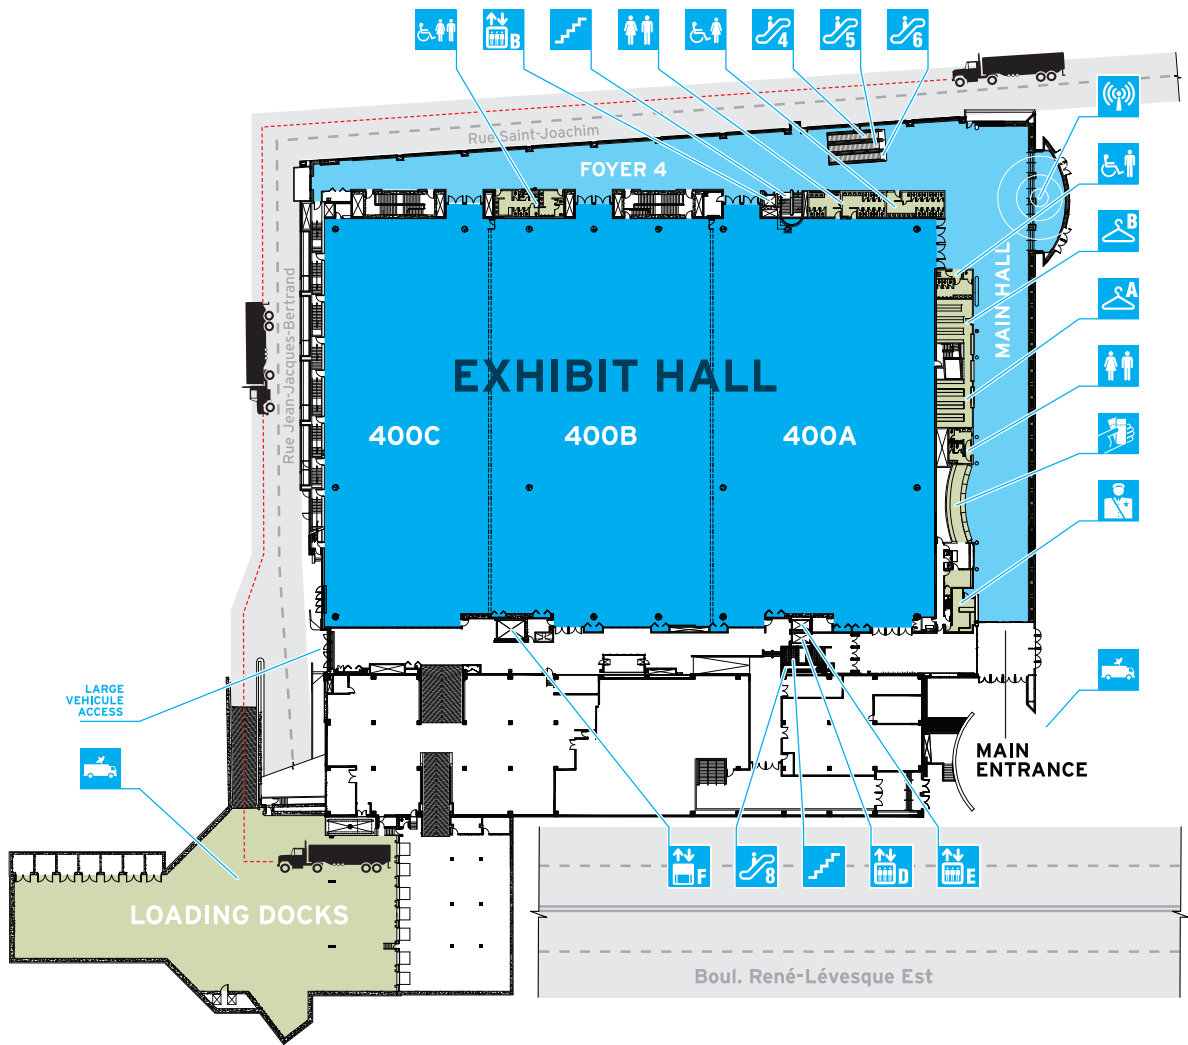 B
4
5
6
Rue Saint-Joachim
FOYER 4
B
A
MAIN HALL
Rue Jean-Jacques-Bertrand
EXHIBIT HALL
400C
400B
400A
LARGE
VEHICULE
ACCESS
MAIN
ENTRANCE
F
8
D
E
LOADING DOCKS
Boul. René-Lévesque Est